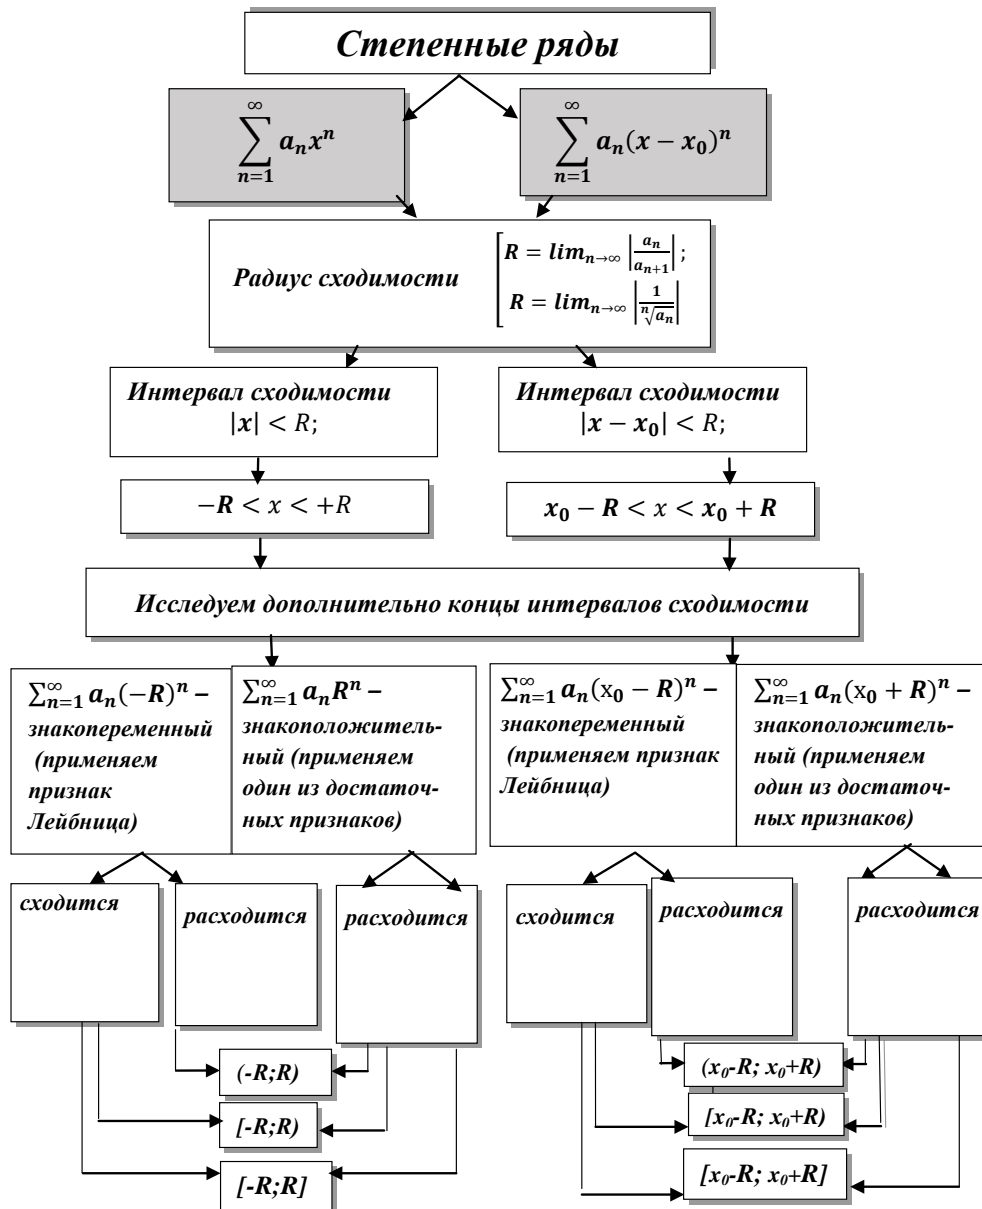 Степенные ряды
∑_{n=1}^{∞} a_n x^n
∑_{n=1}^{∞} a_n(x − x_0)^n
Радиус сходимости
[R = lim_{n→∞} |a_n/a_{n+1}|;
R = lim_{n→∞} |1/ⁿ√a_n|
Интервал сходимости
|x| < R;
Интервал сходимости
|x − x_0| < R;
−R < x < +R
x_0 − R < x < x_0 + R
Исследуем дополнительно концы интервалов сходимости
∑_{n=1}^{∞} a_n(−R)^n –
знакопеременный
(применяем
признак
Лейбница)
∑_{n=1}^{∞} a_n R^n –
знакоположитель-
ный (применяем
один из достаточ-
ных признаков)
∑_{n=1}^{∞} a_n(x_0 − R)^n –
знакопеременный
(применяем признак
Лейбница)
∑_{n=1}^{∞} a_n(x_0 + R)^n –
знакоположитель-
ный (применяем
один из достаточ-
ных признаков)
сходится
расходится
расходится
сходится
расходится
расходится
(-R;R)
[-R;R)
[-R;R]
(x_0-R; x_0+R)
[x_0-R; x_0+R)
[x_0-R; x_0+R]